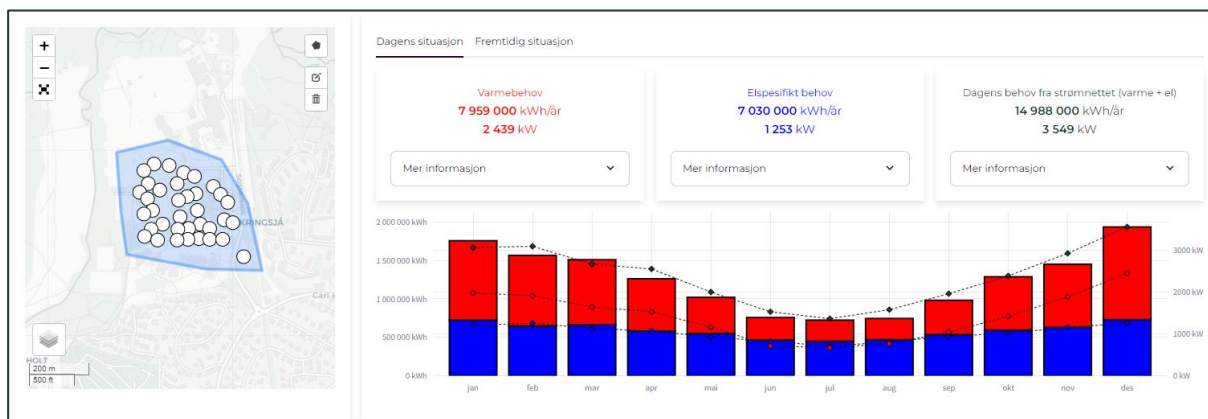 +
−
KRINGSJÅ
Carl
HOLT
200 m
500 ft
Dagens situasjon Fremtidig situasjon
Varmebehov
7 959 000 kWh/år
2 439 kW
Mer informasjon
Elspesifikt behov
7 030 000 kWh/år
1 253 kW
Mer informasjon
Dagens behov fra strømnettet (varme + el)
14 988 000 kWh/år
3 549 kW
Mer informasjon
2 000 000 kWh
1 500 000 kWh
1 000 000 kWh
500 000 kWh
0 kWh
3000 kW
2000 kW
1000 kW
0 kW
jan feb mar apr mai jun jul aug sep okt nov des